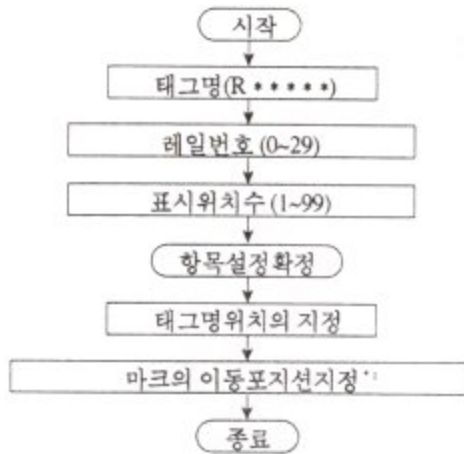 시작
태그명(R * * * * *)
레일번호 (0~29)
표시위치수 (1~99)
항목설정확정
태그명위치의 지정
마크의 이동포지션지정
종료